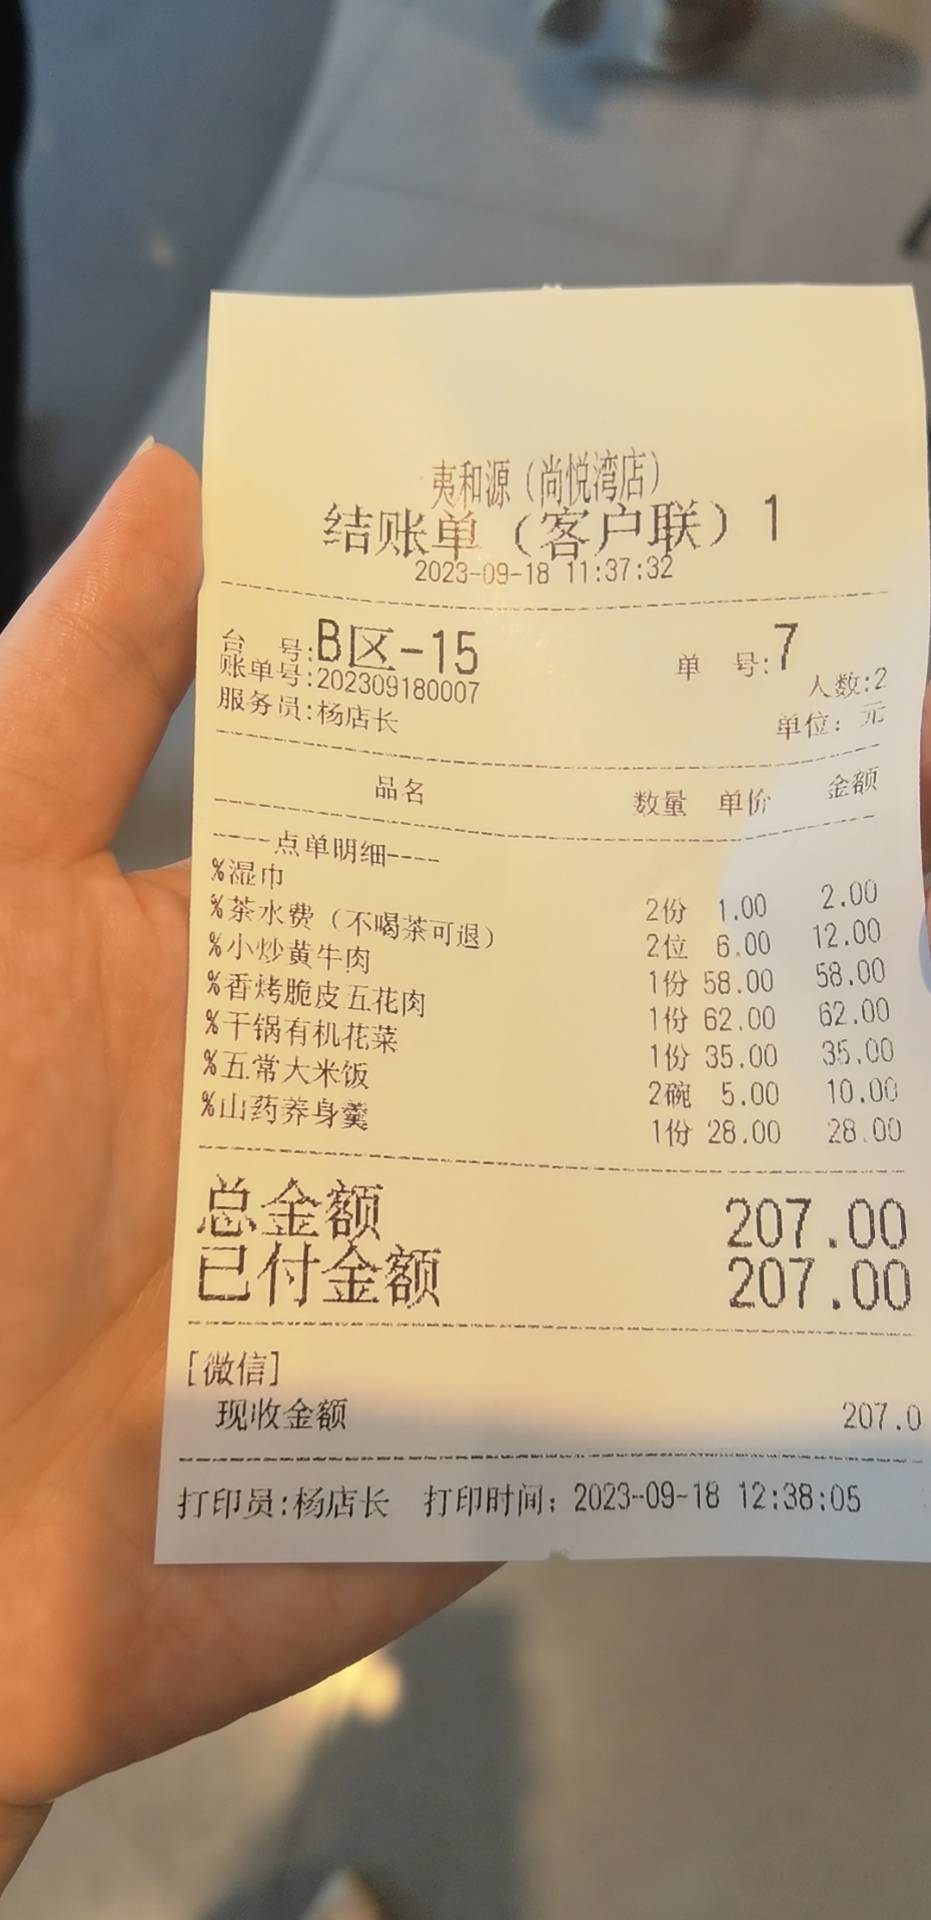 夷和源（尚悦湾店）
结账单（客户联）1
2023-09-18 11:37:32
台 号:B区-15 单 号:7
账单号:202309180007 人数:2
服务员:杨店长 单位: 元
品名 数量 单价 金额
----点单明细----
%湿巾 2份 1.00 2.00
%茶水费（不喝茶可退） 2位 6.00 12.00
%小炒黄牛肉 1份 58.00 58.00
%香烤脆皮五花肉 1份 62.00 62.00
%干锅有机花菜 1份 35.00 35.00
%五常大米饭 2碗 5.00 10.00
%山药养身羹 1份 28.00 28.00
总金额 207.00
已付金额 207.00
[微信]
现收金额 207.0
打印员:杨店长 打印时间: 2023-09-18 12:38:05